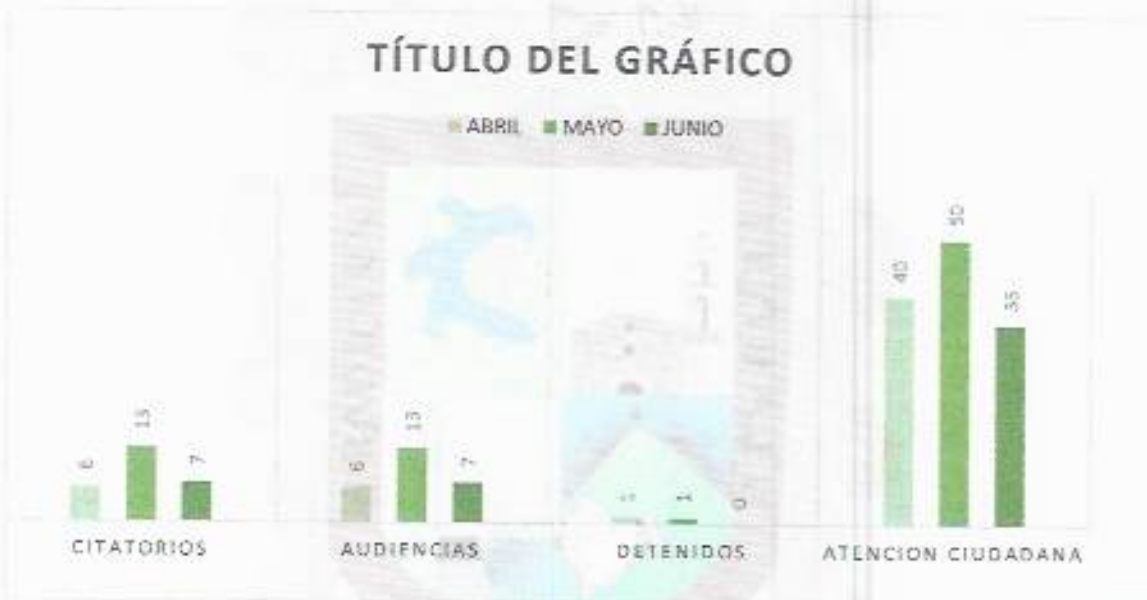 TÍTULO DEL GRÁFICO
ABRIL MAYO JUNIO
50
40
35
6 13 7
6 13 7
1 1 0
CITATORIOS AUDIENCIAS DETENIDOS ATENCION CIUDADANA